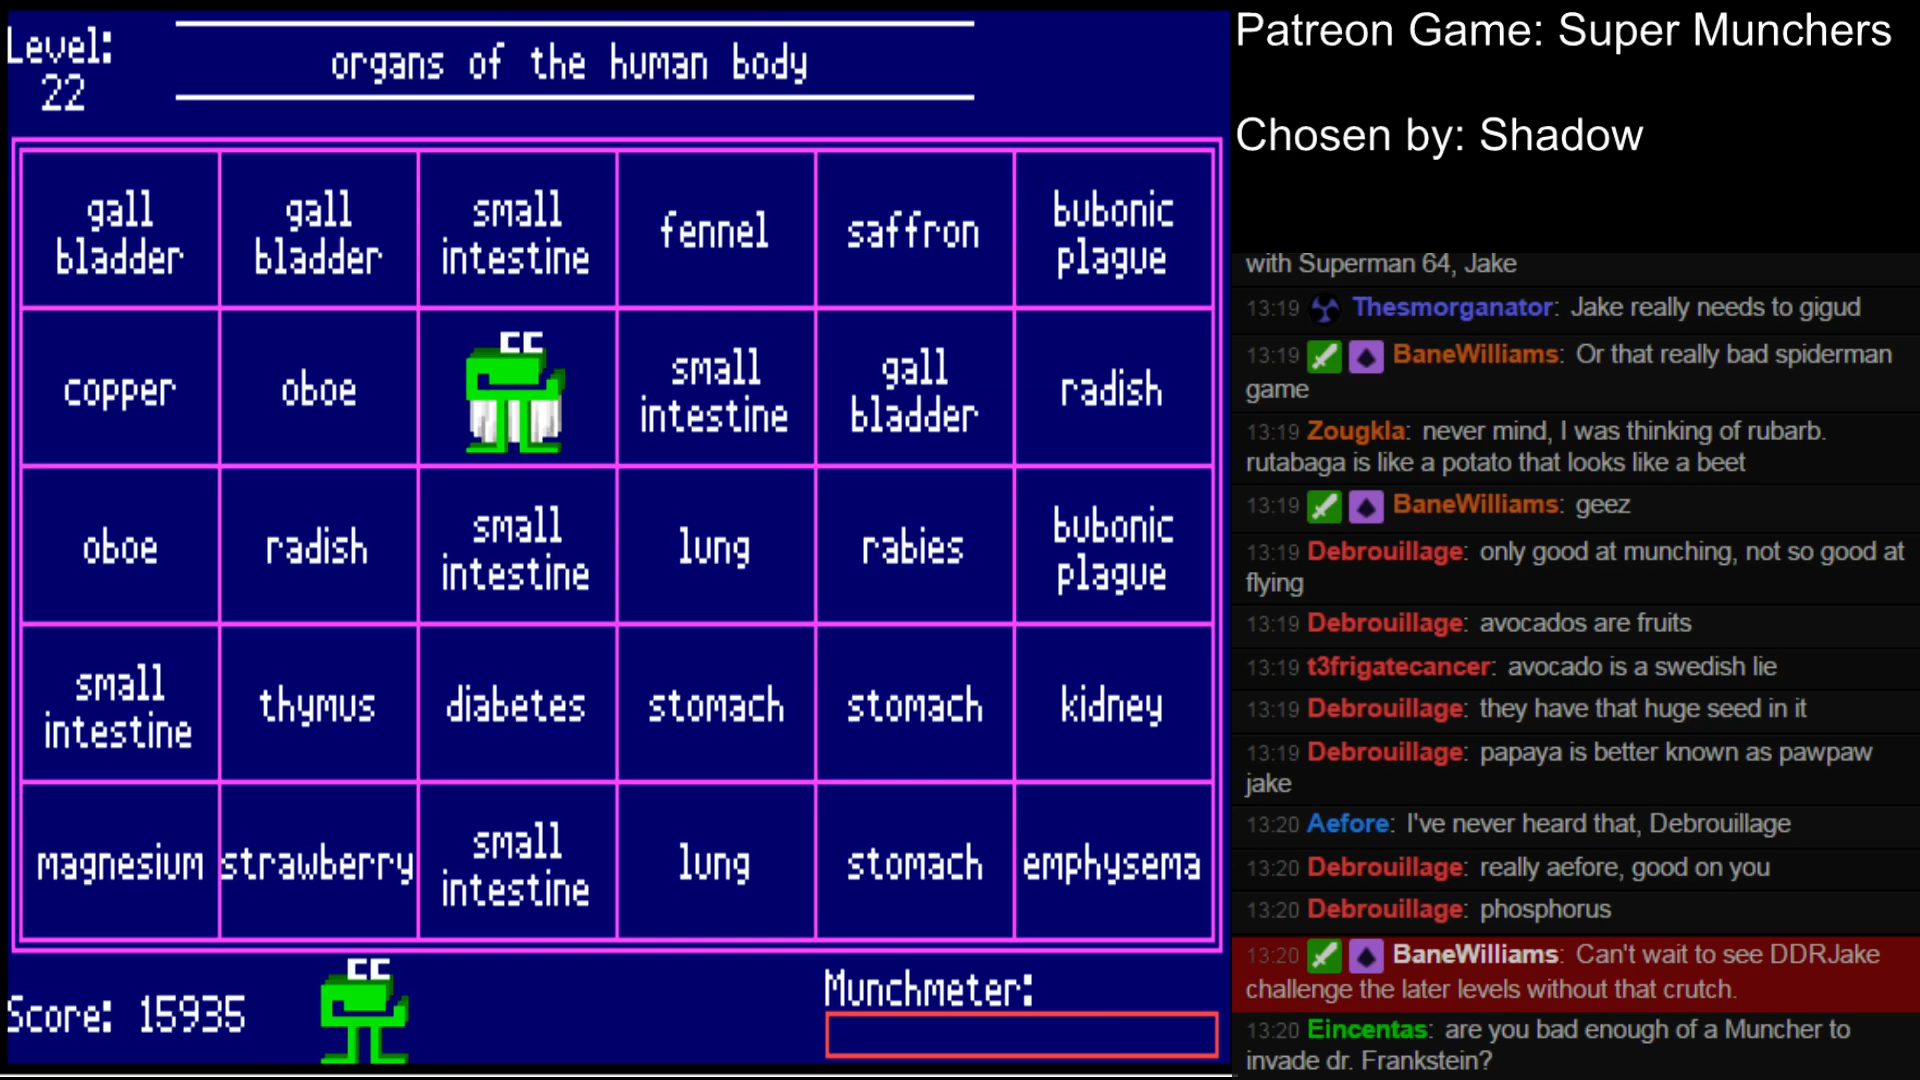 Level:
22
organs of the human body
gall bladder
gall bladder
small intestine
fennel
saffron
bubonic plague
copper
oboe
small intestine
gall bladder
radish
oboe
radish
small intestine
lung
rabies
bubonic plague
small intestine
thymus
diabetes
stomach
stomach
kidney
magnesium
strawberry
small intestine
lung
stomach
emphysema
Score: 15935
Munchmeter:
Patreon Game: Super Munchers
Chosen by: Shadow
with Superman 64, Jake
13:19 Thesmorganator: Jake really needs to gigud
13:19 BaneWilliams: Or that really bad spiderman
game
13:19 Zougkla: never mind, I was thinking of rubarb.
rutabaga is like a potato that looks like a beet
13:19 BaneWilliams: geez
13:19 Debrouillage: only good at munching, not so good at
flying
13:19 Debrouillage: avocados are fruits
13:19 t3frigatecancer: avocado is a swedish lie
13:19 Debrouillage: they have that huge seed in it
13:19 Debrouillage: papaya is better known as pawpaw
jake
13:20 Aefore: I've never heard that, Debrouillage
13:20 Debrouillage: really aefore, good on you
13:20 Debrouillage: phosphorus
13:20 BaneWilliams: Can't wait to see DDRJake
challenge the later levels without that crutch.
13:20 Eincentas: are you bad enough of a Muncher to
invade dr. Frankstein?